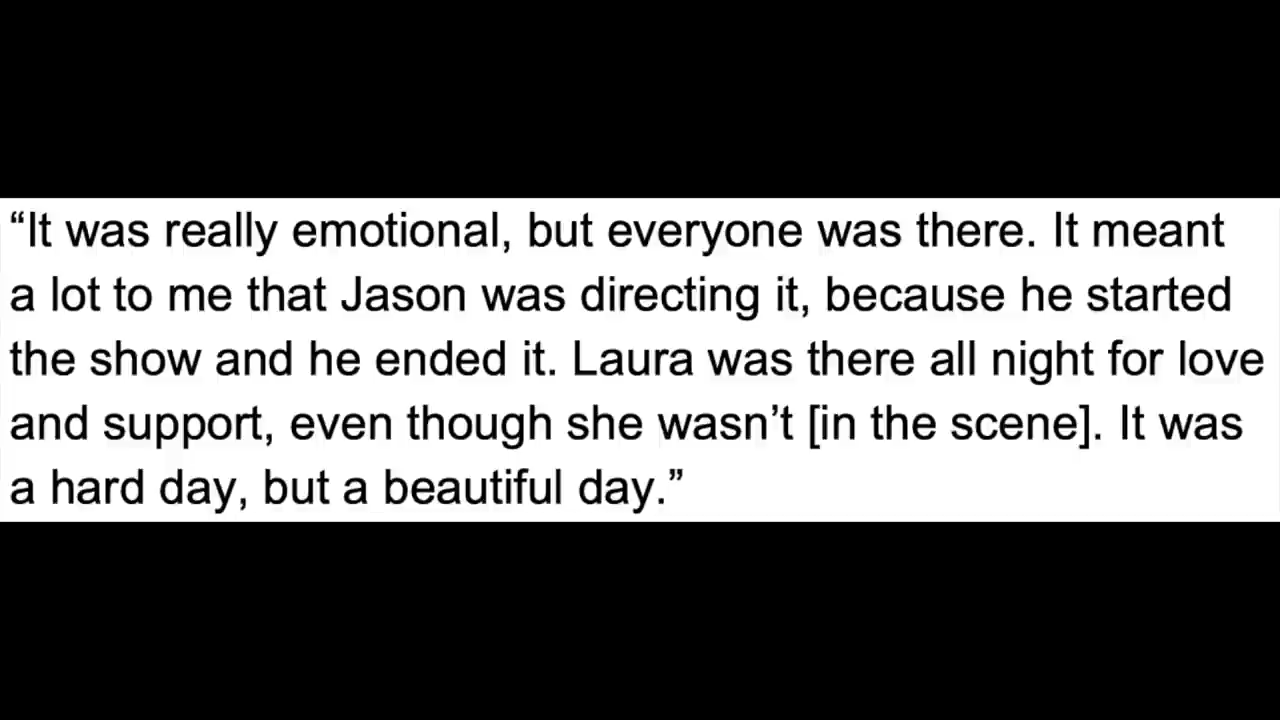 “It was really emotional, but everyone was there. It meant
a lot to me that Jason was directing it, because he started
the show and he ended it. Laura was there all night for love
and support, even though she wasn’t [in the scene]. It was
a hard day, but a beautiful day.”